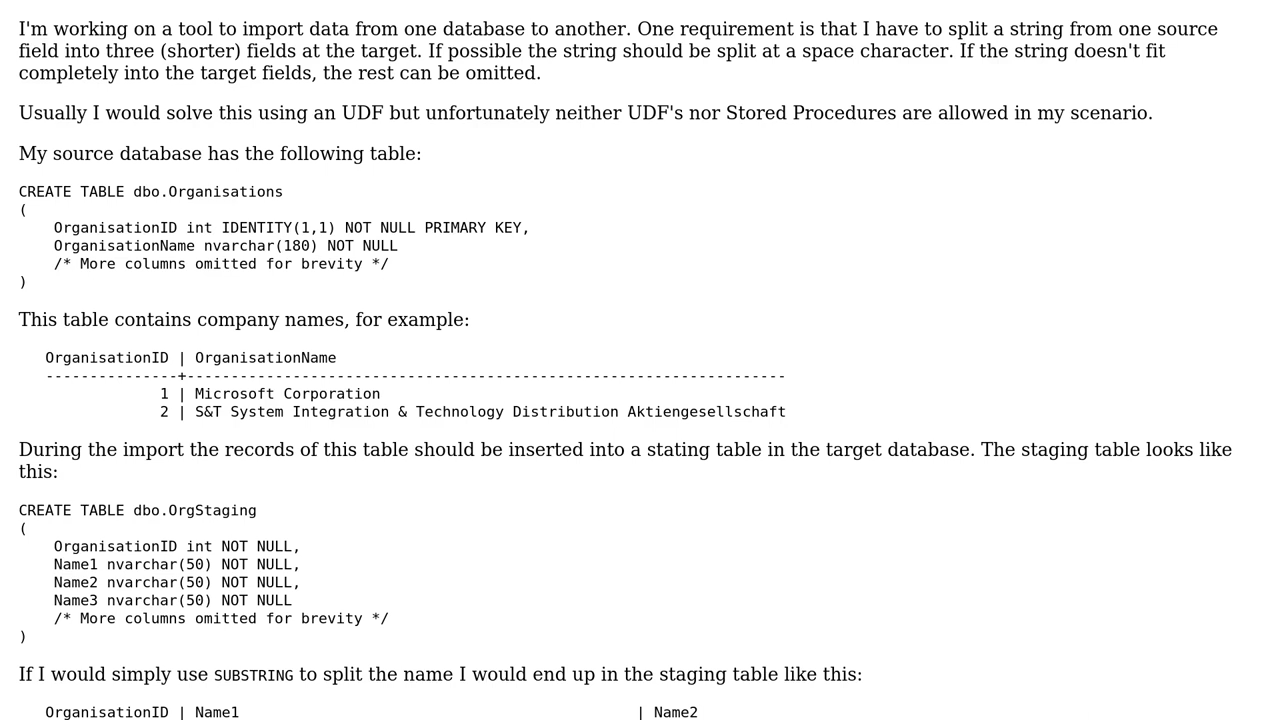 I'm working on a tool to import data from one database to another. One requirement is that I have to split a string from one source
field into three (shorter) fields at the target. If possible the string should be split at a space character. If the string doesn't fit
completely into the target fields, the rest can be omitted.
Usually I would solve this using an UDF but unfortunately neither UDF's nor Stored Procedures are allowed in my scenario.
My source database has the following table:
CREATE TABLE dbo.Organisations
(
    OrganisationID int IDENTITY(1,1) NOT NULL PRIMARY KEY,
    OrganisationName nvarchar(180) NOT NULL
    /* More columns omitted for brevity */
)
This table contains company names, for example:
   OrganisationID | OrganisationName
   ---------------+--------------------------------------------------------------------
                1 | Microsoft Corporation
                2 | S&T System Integration & Technology Distribution Aktiengesellschaft
During the import the records of this table should be inserted into a stating table in the target database. The staging table looks like
this:
CREATE TABLE dbo.OrgStaging
(
    OrganisationID int NOT NULL,
    Name1 nvarchar(50) NOT NULL,
    Name2 nvarchar(50) NOT NULL,
    Name3 nvarchar(50) NOT NULL
    /* More columns omitted for brevity */
)
If I would simply use SUBSTRING to split the name I would end up in the staging table like this:
   OrganisationID | Name1                                             | Name2